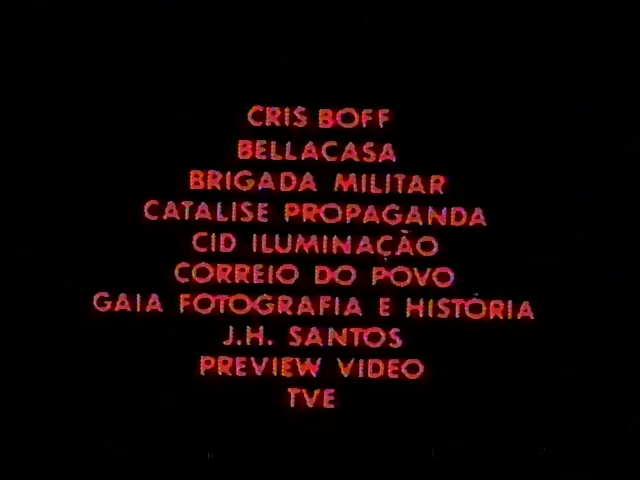 CRIS BOFF
BELLACASA
BRIGADA MILITAR
CATALISE PROPAGANDA
CID ILUMINAÇÃO
CORREIO DO POVO
GAIA FOTOGRAFIA E HISTÓRIA
J.H. SANTOS
PREVIEW VIDEO
TVE